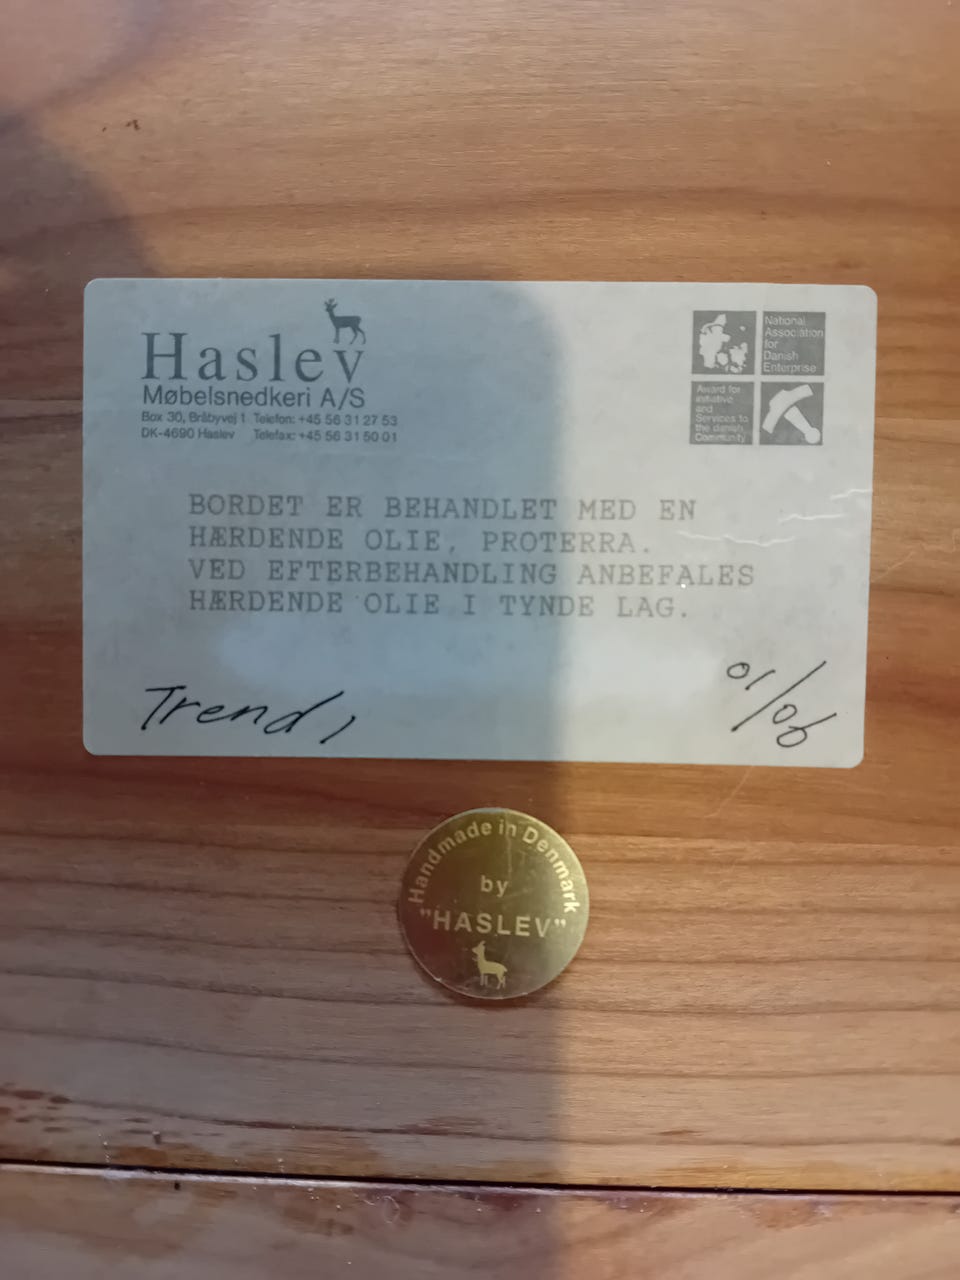 Haslev
Møbelsnedkeri A/S
Box 30, Bråbyvej 1 Telefon: +45 56 31 27 53
DK-4690 Haslev Telefax: +45 56 31 50 01
National
Association
for
Danish
Enterprise
Award for
initiative
and
Services to
the danish
Community
BORDET ER BEHANDLET MED EN
HÆRDENDE OLIE, PROTERRA.
VED EFTERBEHANDLING ANBEFALES
HÆRDENDE OLIE I TYNDE LAG.
Trend,
01/06
Handmade in Denmark
by
"HASLEV"